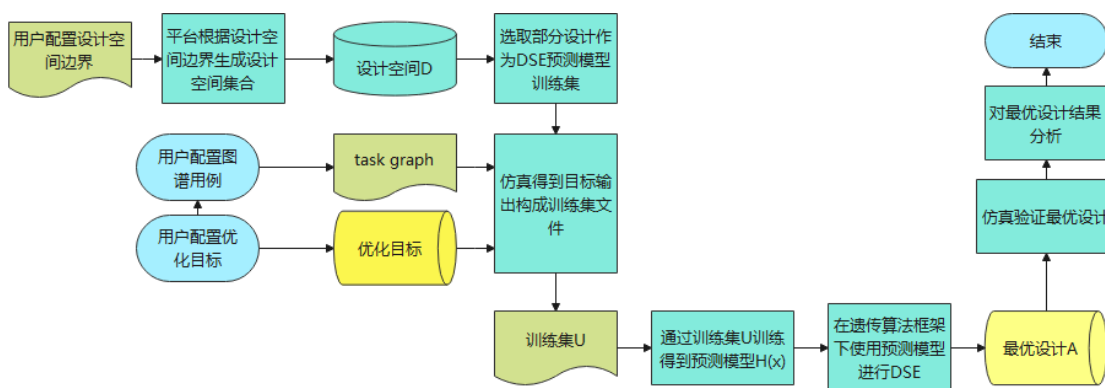 用户配置设计空
间边界
平台根据设计空
间边界生成设计
空间集合
设计空间D
选取部分设计作
为DSE预测模型
训练集
用户配置图
谱用例
task graph
用户配置优
化目标
优化目标
仿真得到目标输
出构成训练集文
件
训练集U
通过训练集U训练
得到预测模型H(x)
在遗传算法框架
下使用预测模型
进行DSE
最优设计A
仿真验证最优设计
对最优设计结果
分析
结束